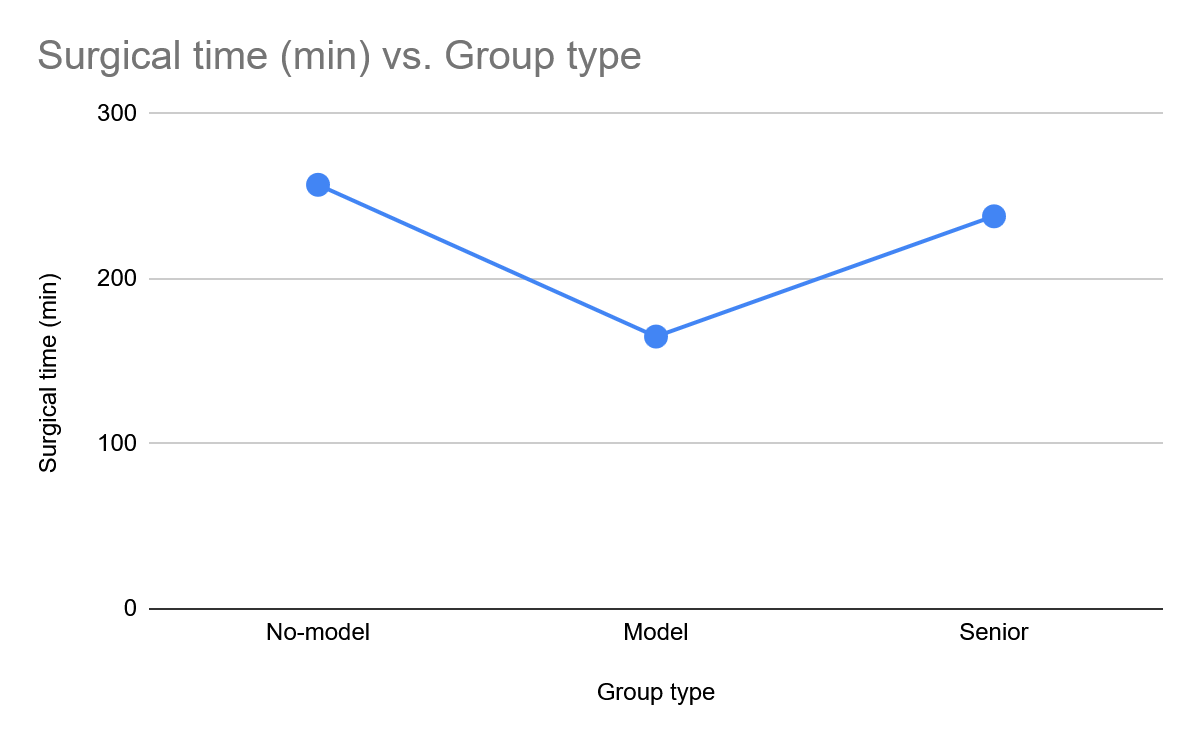 Surgical time (min) vs. Group type
300
200
100
0
Surgical time (min)
No-model
Model
Senior
Group type